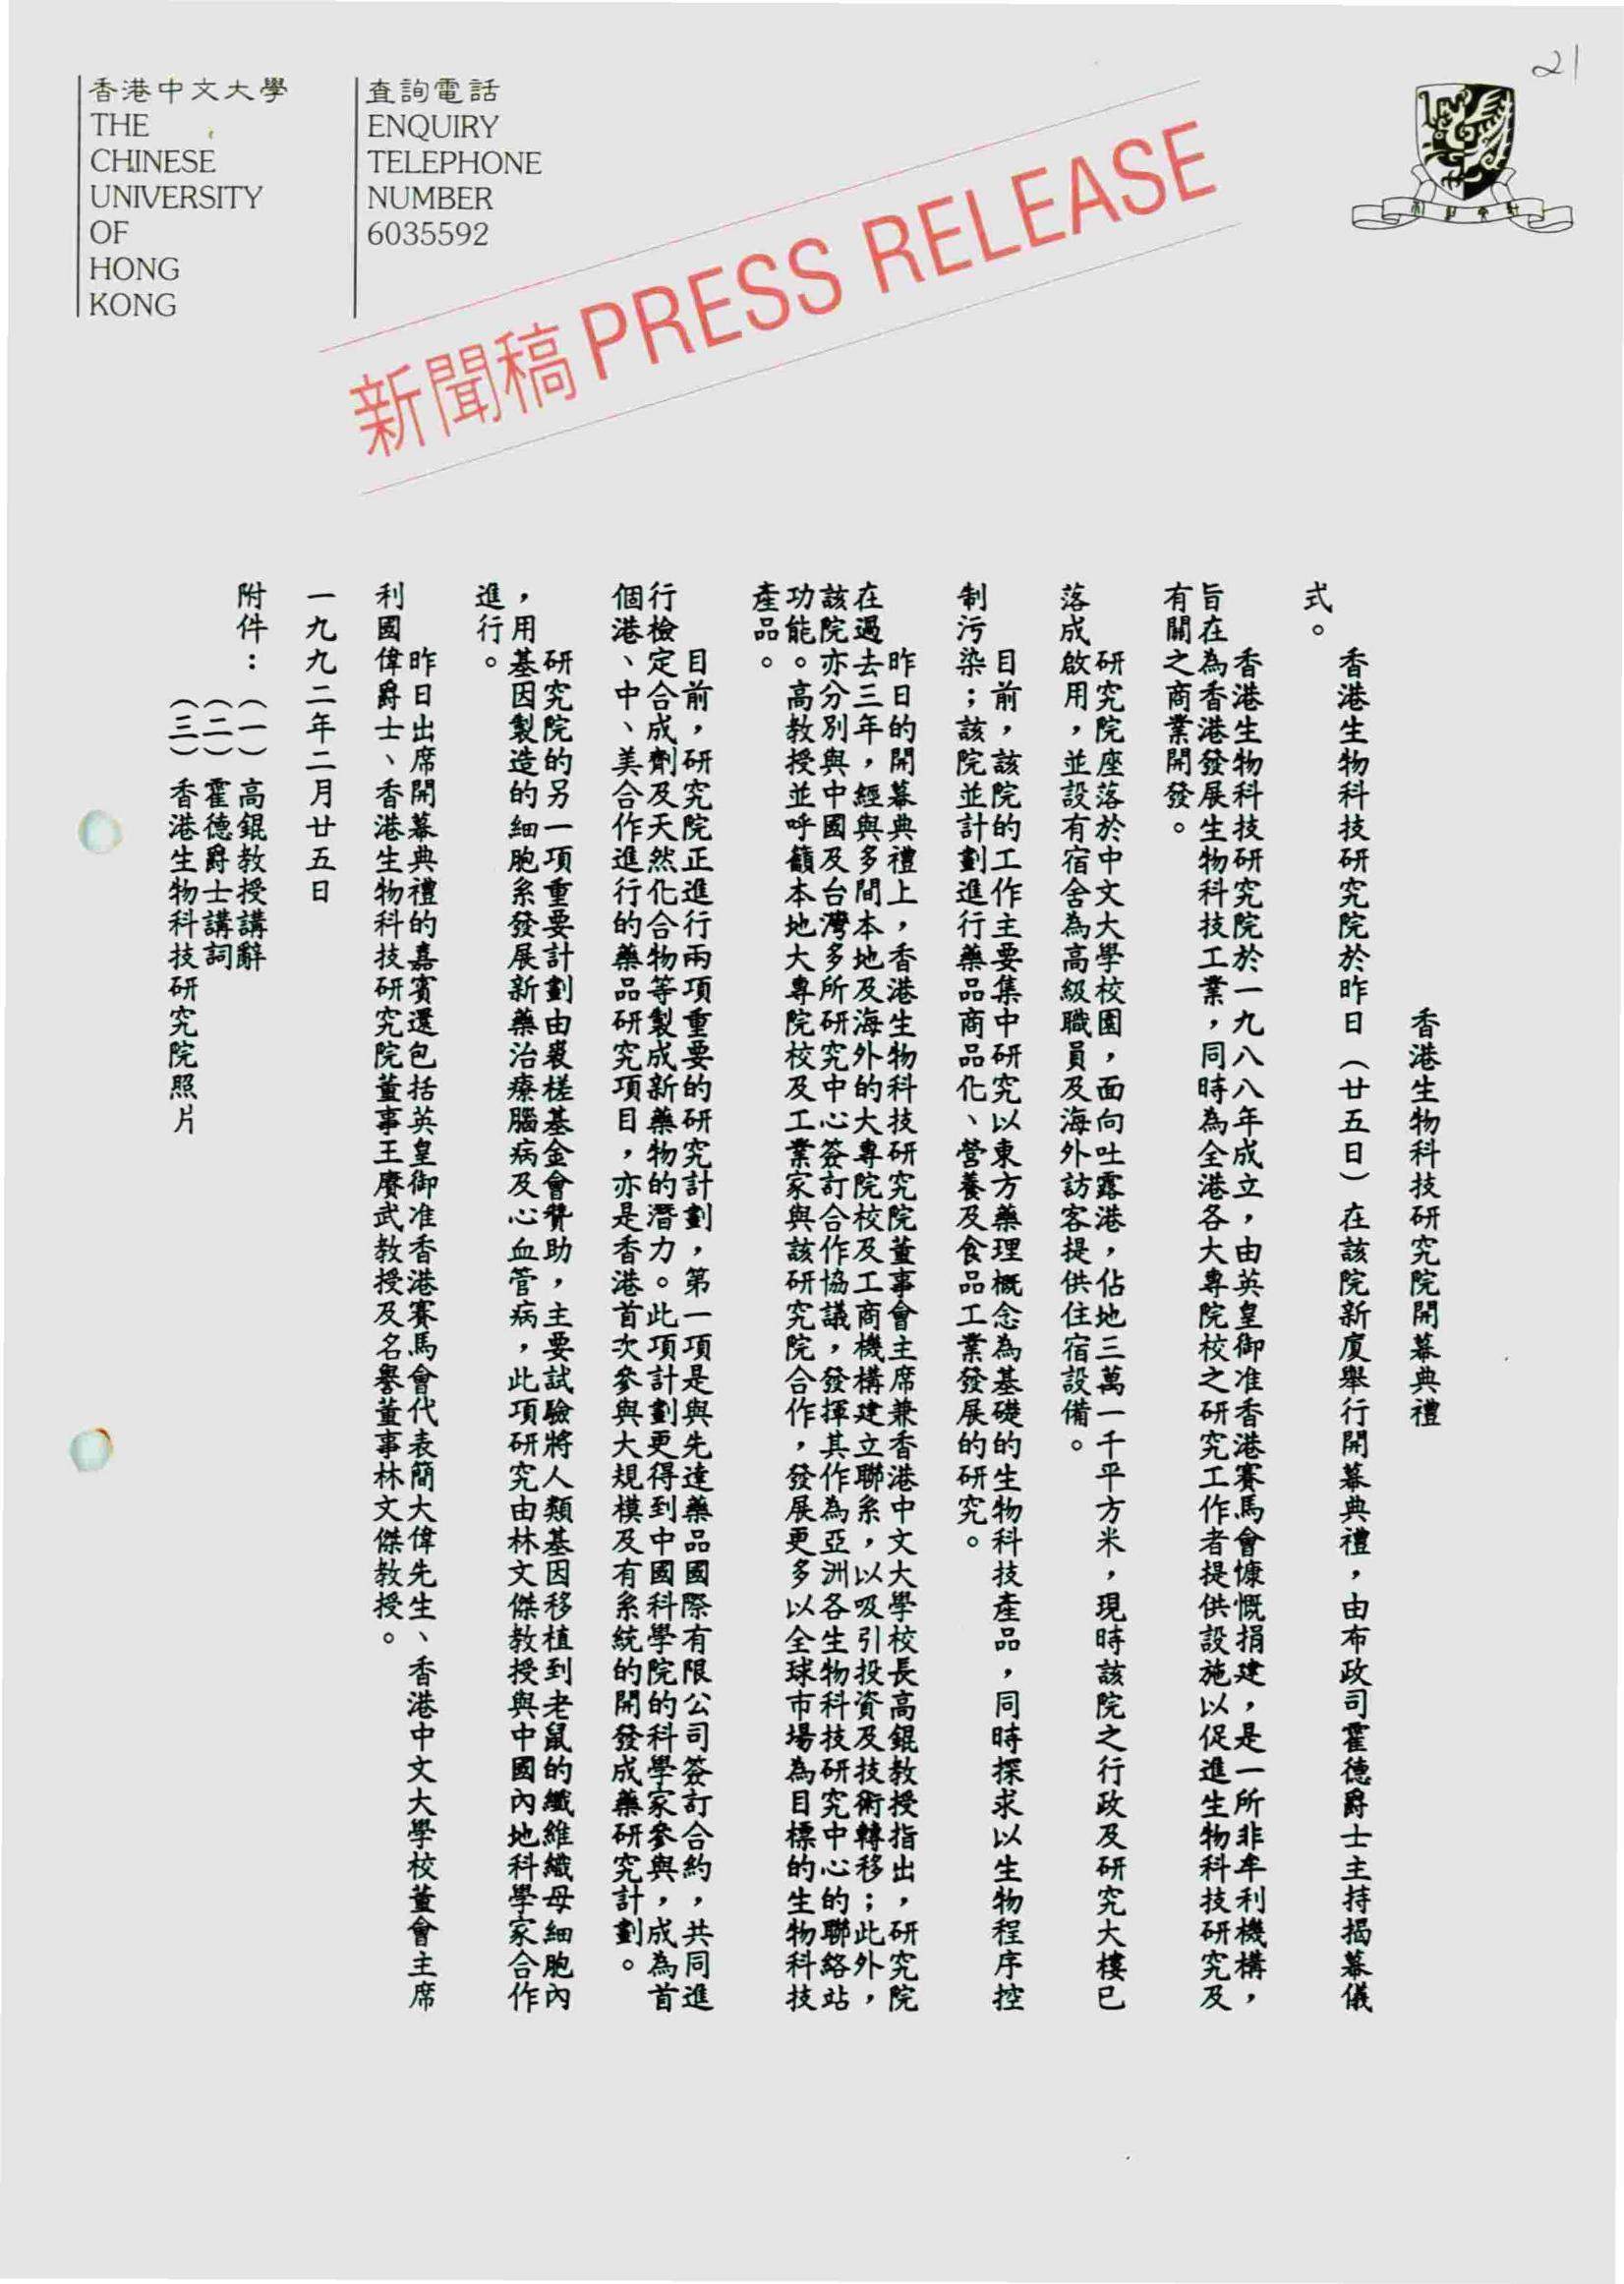 21
香港中文大學
THE
CHINESE
UNIVERSITY
OF
HONG
KONG
查詢電話
ENQUIRY
TELEPHONE
NUMBER
6035592
新聞稿 PRESS RELEASE
香港生物科技研究院開幕典禮
香港生物科技研究院於昨日（廿五日）在該院新廈舉行開幕典禮，由布政司霍德爵士主持揭幕儀
式。
香港生物科技研究院於一九八八年成立，由英皇御准香港賽馬會慷慨捐建，是一所非牟利機構，
旨在為香港發展生物科技工業，同時為全港各大專院校之研究工作者提供設施以促進生物科技研究及
有關之商業開發。
研究院座落於中文大學校園，面向吐露港，佔地三萬一千平方米，現時該院之行政及研究大樓已
落成啟用，並設有宿舍為高級職員及海外訪客提供住宿設備。
目前，該院的工作主要集中研究以東方藥理概念為基礎的生物科技產品，同時探求以生物程序控
制污染；該院並計劃進行藥品商品化、營養及食品工業發展的研究。
昨日的開幕典禮上，香港生物科技研究院董事會主席兼香港中文大學校長高錕教授指出，研究院
在過去三年，經與多間本地及海外的大專院校及工商機構建立聯系，以吸引投資及技術轉移；此外，
該院亦分別與中國及台灣多所研究中心簽訂合作協議，發揮其作為亞洲各生物科技研究中心的聯絡站
功能。高教授並呼籲本地大專院校及工業家與該研究院合作，發展更多以全球市場為目標的生物科技
產品。
目前，研究院正進行兩項重要的研究計劃，第一項是與先達藥品國際有限公司簽訂合約，共同進
行檢定合成劑及天然化合物等製成新藥物的潛力。此項計劃更得到中國科學院的科學家參與，成為首
個港、中、美合作進行的藥品研究項目，亦是香港首次參與大規模及有系統的開發成藥研究計劃。
研究院的另一項重要計劃由裘槎基金會贊助，主要試驗將人類基因移植到老鼠的纖維織母細胞內
，用基因製造的細胞系發展新藥治療腦病及心血管病，此項研究由林文傑教授與中國內地科學家合作
進行。
昨日出席開幕典禮的嘉賓還包括英皇御准香港賽馬會代表簡大偉先生、香港中文大學校董會主席
利國偉爵士、香港生物科技研究院董事王賡武教授及名譽董事林文傑教授。
一九九二年二月廿五日
附件：（一）高錕教授講辭
（二）霍德爵士講詞
（三）香港生物科技研究院照片